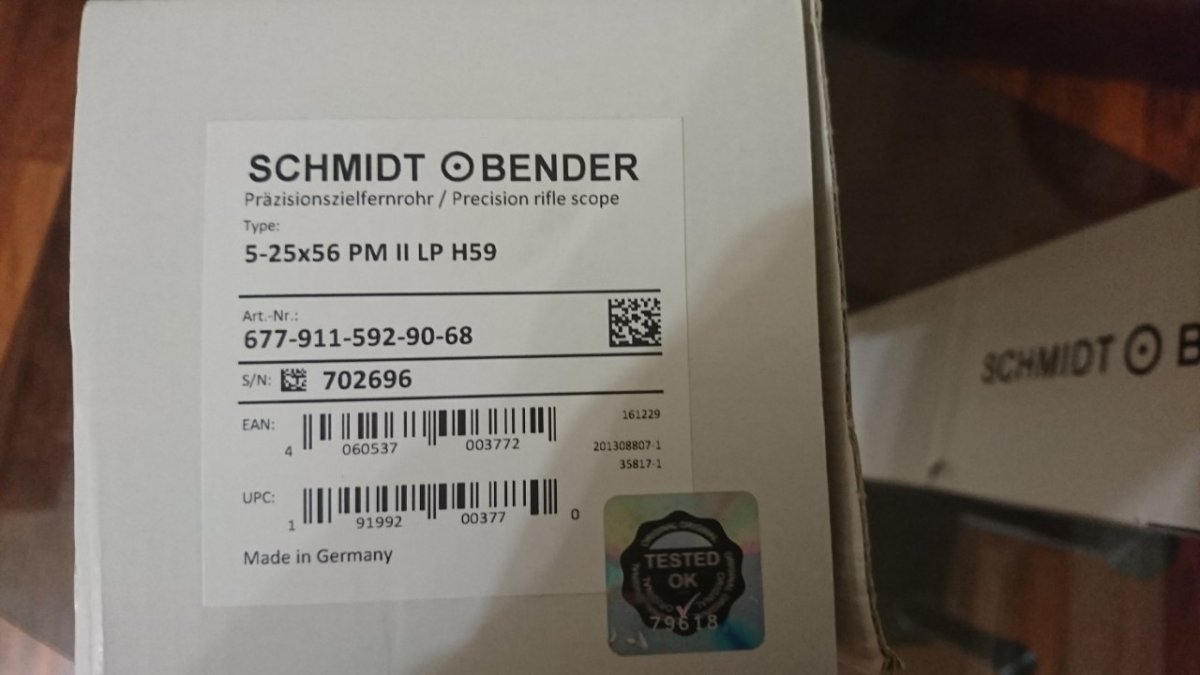 SCHMIDT BENDER
Präzisionszielfernrohr / Precision rifle scope
Type:
5-25x56 PM II LP H59
Art.-Nr.:
677-911-592-90-68
S/N: 702696
EAN:
4 060537 003772
161229
201308807-1
35817-1
UPC:
1 91992 00377 0
Made in Germany
ORIGINAL ORIGINAL
TESTED
OK
79618
SCHMIDT B